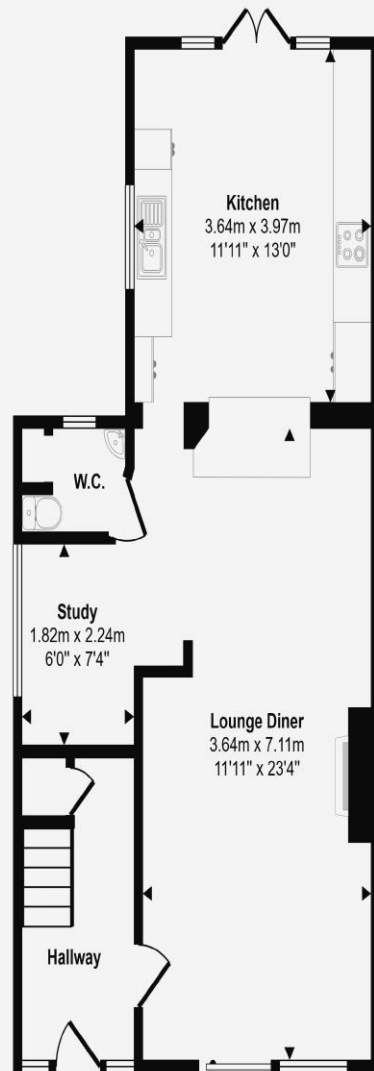 Kitchen
3.64m x 3.97m
11'11" x 13'0"
W.C.
Study
1.82m x 2.24m
6'0" x 7'4"
Lounge Diner
3.64m x 7.11m
11'11" x 23'4"
Hallway